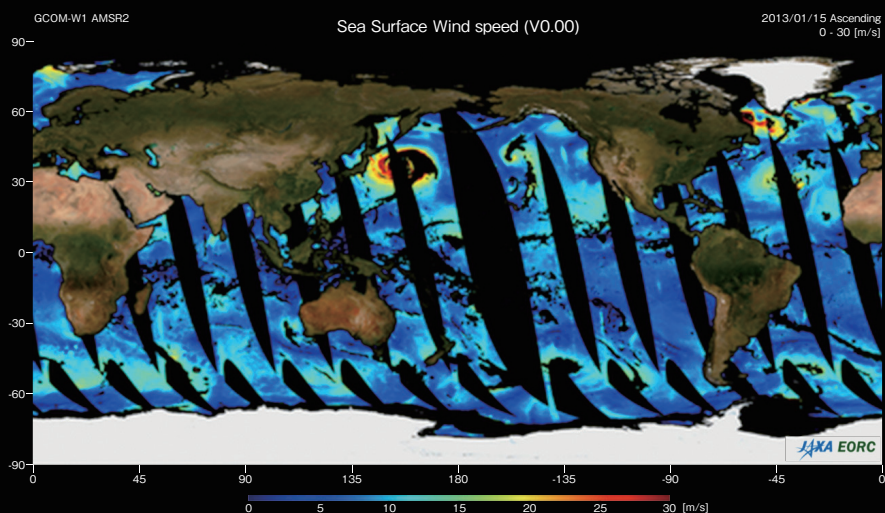 GCOM-W1 AMSR2
Sea Surface Wind speed (V0.00)
2013/01/15 Ascending
0 - 30 [m/s]
90
60
30
0
-30
-60
-90
JAXA EORC
0 45 90 135 180 -135 -90 -45 0
0 5 10 15 20 25 30 [m/s]